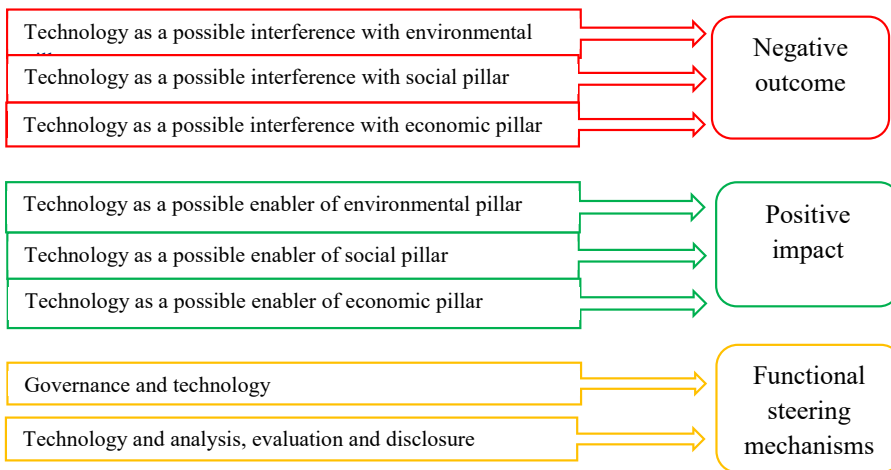 Technology as a possible interference with environmental
Negative
outcome
Technology as a possible interference with social pillar
Technology as a possible interference with economic pillar
Technology as a possible enabler of environmental pillar
Positive
impact
Technology as a possible enabler of social pillar
Technology as a possible enabler of economic pillar
Governance and technology
Functional
steering
mechanisms
Technology and analysis, evaluation and disclosure